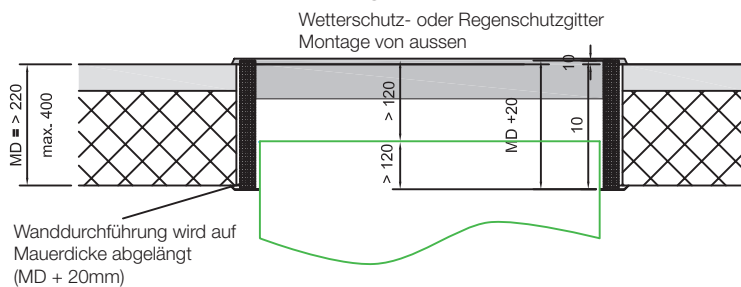 Wetterschutz- oder Regenschutzgitter
Montage von aussen
MD = > 220
max. 400
> 120
> 120
MD +20
10
10
Wanddurchführung wird auf
Mauerdicke abgelängt
(MD + 20mm)